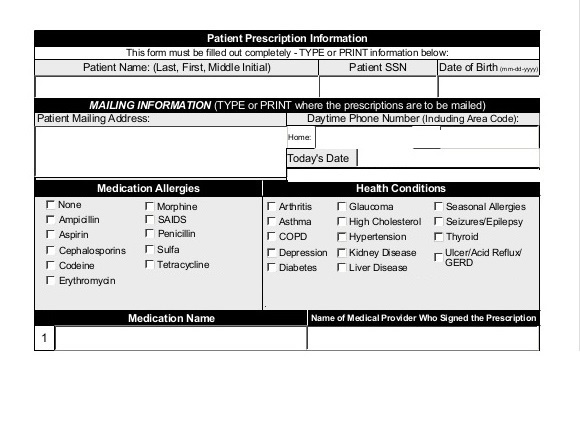 Patient Prescription Information
This form must be filled out completely - TYPE or PRINT information below:
Patient Name: (Last, First, Middle Initial) Patient SSN Date of Birth (mm-dd-yyyy)
MAILING INFORMATION (TYPE or PRINT where the prescriptions are to be mailed)
Patient Mailing Address: Daytime Phone Number (Including Area Code):
Home:
Today's Date
Medication Allergies Health Conditions
None Morphine Arthritis Glaucoma Seasonal Allergies
Ampicillin SAIDS Asthma High Cholesterol Seizures/Epilepsy
Aspirin Penicillin COPD Hypertension Thyroid
Cephalosporins Sulfa Depression Kidney Disease Ulcer/Acid Reflux/
GERD
Codeine Tetracycline Diabetes Liver Disease
Erythromycin
Medication Name Name of Medical Provider Who Signed the Prescription
1